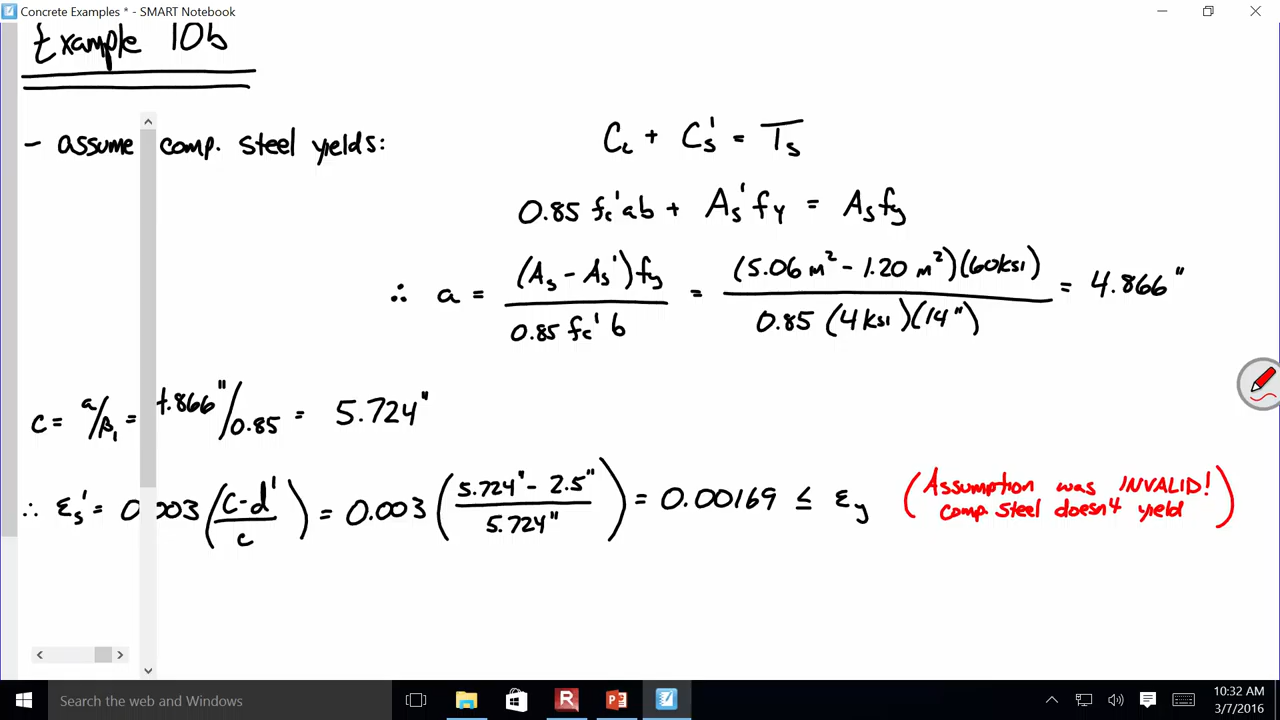 Concrete Examples * - SMART Notebook
Example 10b
- assume comp. steel yields:
Cc + Cs' = Ts
0.85 fc'ab + As'fy = Asfy
∴ a = (As - As')fy / 0.85 fc' b = (5.06 in² - 1.20 in²)(60ksi) / 0.85 (4ksi)(14") = 4.866"
c = a/β₁ = 4.866"/0.85 = 5.724"
∴ εs' = 0.003 (c-d' / c) = 0.003 (5.724" - 2.5" / 5.724") = 0.00169 ≤ εy
(Assumption was INVALID!
comp. steel doesn't yield)
Search the web and Windows
10:32 AM
3/7/2016